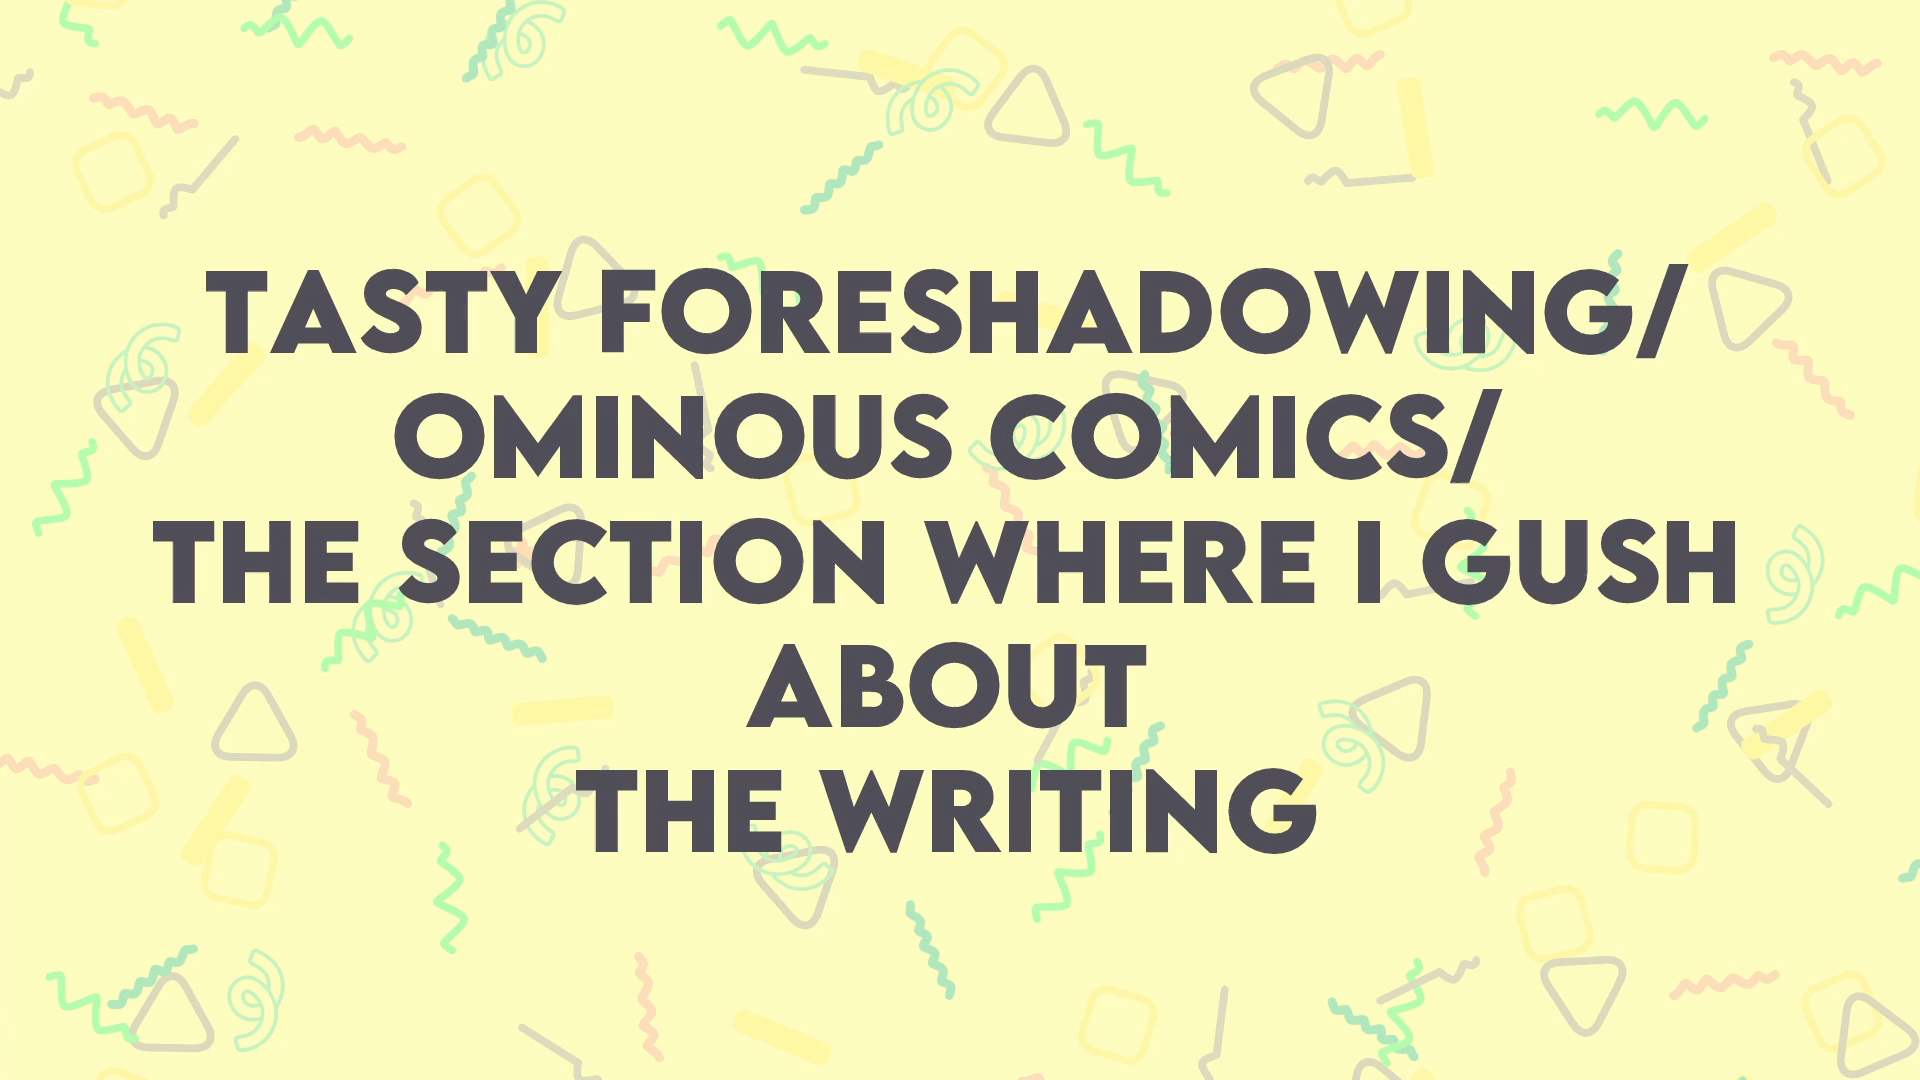 TASTY FORESHADOWING/
OMINOUS COMICS/
THE SECTION WHERE I GUSH
ABOUT
THE WRITING